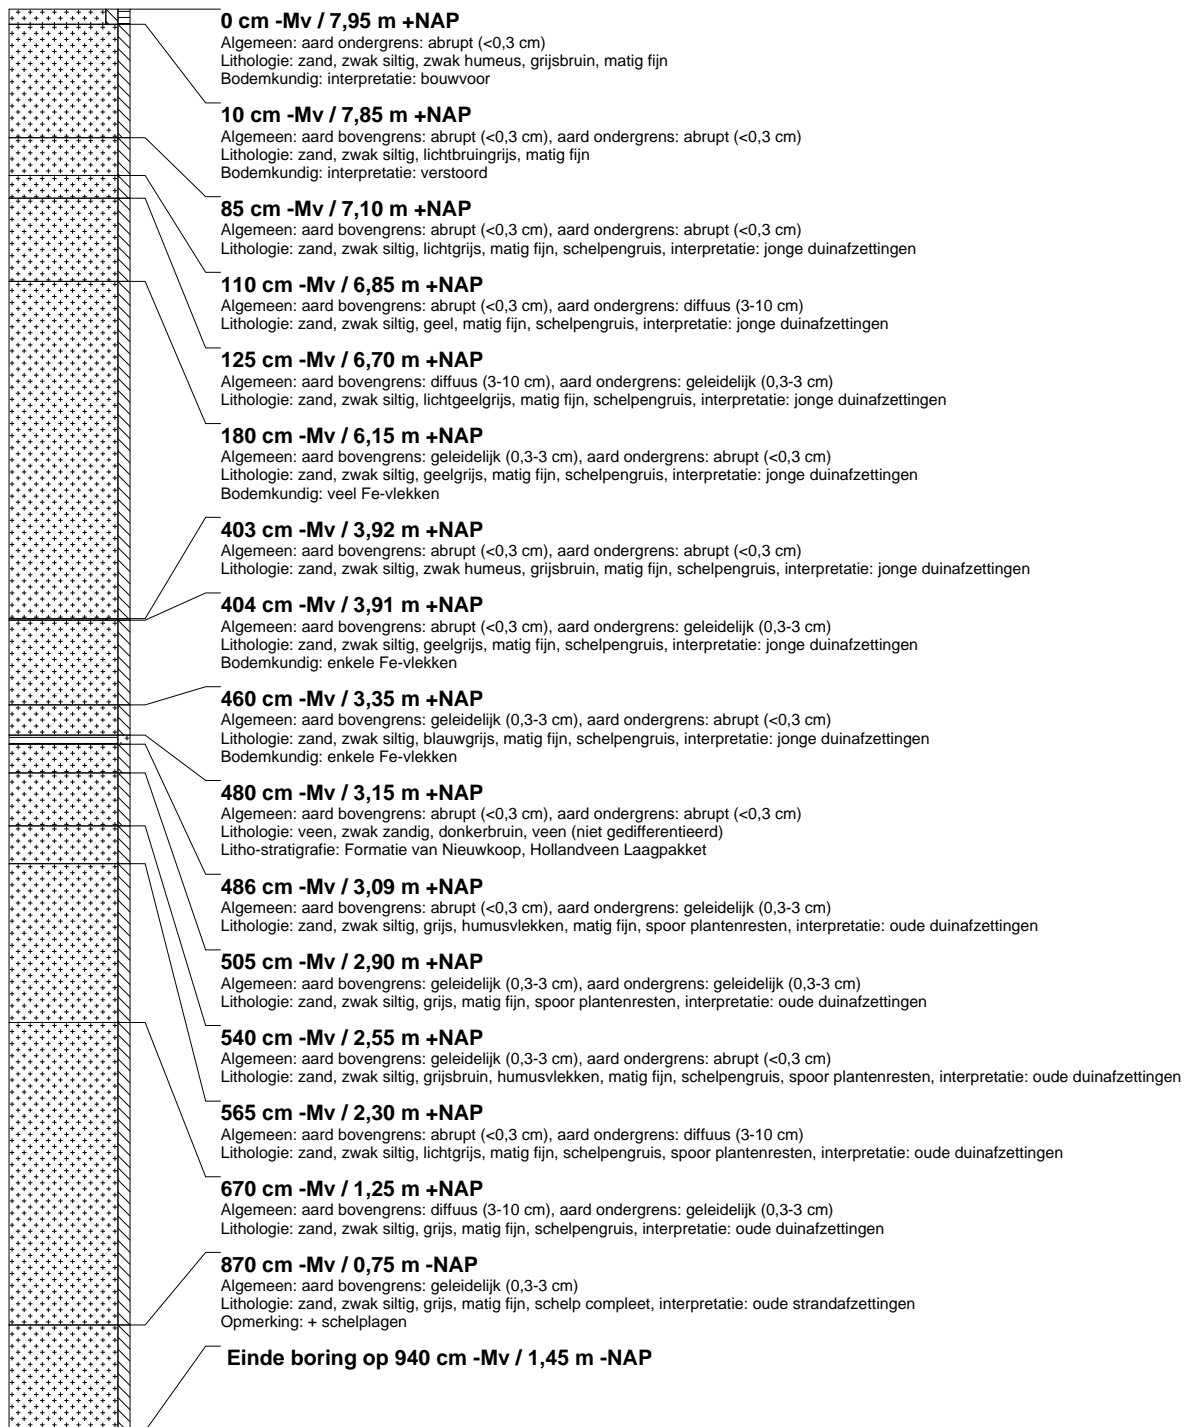 0 cm -Mv / 7,95 m +NAP
Algemeen: aard ondergrens: abrupt (<0,3 cm)
Lithologie: zand, zwak siltig, zwak humeus, grijsbruin, matig fijn
Bodemkundig: interpretatie: bouwvoor
10 cm -Mv / 7,85 m +NAP
Algemeen: aard bovengrens: abrupt (<0,3 cm), aard ondergrens: abrupt (<0,3 cm)
Lithologie: zand, zwak siltig, lichtbruingrijs, matig fijn
Bodemkundig: interpretatie: verstoord
85 cm -Mv / 7,10 m +NAP
Algemeen: aard bovengrens: abrupt (<0,3 cm), aard ondergrens: abrupt (<0,3 cm)
Lithologie: zand, zwak siltig, lichtgrijs, matig fijn, schelpengruis, interpretatie: jonge duinafzettingen
110 cm -Mv / 6,85 m +NAP
Algemeen: aard bovengrens: abrupt (<0,3 cm), aard ondergrens: diffuus (3-10 cm)
Lithologie: zand, zwak siltig, geel, matig fijn, schelpengruis, interpretatie: jonge duinafzettingen
125 cm -Mv / 6,70 m +NAP
Algemeen: aard bovengrens: diffuus (3-10 cm), aard ondergrens: geleidelijk (0,3-3 cm)
Lithologie: zand, zwak siltig, lichtgeelgrijs, matig fijn, schelpengruis, interpretatie: jonge duinafzettingen
180 cm -Mv / 6,15 m +NAP
Algemeen: aard bovengrens: geleidelijk (0,3-3 cm), aard ondergrens: abrupt (<0,3 cm)
Lithologie: zand, zwak siltig, geelgrijs, matig fijn, schelpengruis, interpretatie: jonge duinafzettingen
Bodemkundig: veel Fe-vlekken
403 cm -Mv / 3,92 m +NAP
Algemeen: aard bovengrens: abrupt (<0,3 cm), aard ondergrens: abrupt (<0,3 cm)
Lithologie: zand, zwak siltig, zwak humeus, grijsbruin, matig fijn, schelpengruis, interpretatie: jonge duinafzettingen
404 cm -Mv / 3,91 m +NAP
Algemeen: aard bovengrens: abrupt (<0,3 cm), aard ondergrens: geleidelijk (0,3-3 cm)
Lithologie: zand, zwak siltig, geelgrijs, matig fijn, schelpengruis, interpretatie: jonge duinafzettingen
Bodemkundig: enkele Fe-vlekken
460 cm -Mv / 3,35 m +NAP
Algemeen: aard bovengrens: geleidelijk (0,3-3 cm), aard ondergrens: abrupt (<0,3 cm)
Lithologie: zand, zwak siltig, blauwgrijs, matig fijn, schelpengruis, interpretatie: jonge duinafzettingen
Bodemkundig: enkele Fe-vlekken
480 cm -Mv / 3,15 m +NAP
Algemeen: aard bovengrens: abrupt (<0,3 cm), aard ondergrens: abrupt (<0,3 cm)
Lithologie: veen, zwak zandig, donkerbruin, veen (niet gedifferentieerd)
Litho-stratigrafie: Formatie van Nieuwkoop, Hollandveen Laagpakket
486 cm -Mv / 3,09 m +NAP
Algemeen: aard bovengrens: abrupt (<0,3 cm), aard ondergrens: geleidelijk (0,3-3 cm)
Lithologie: zand, zwak siltig, grijs, humusvlekken, matig fijn, spoor plantenresten, interpretatie: oude duinafzettingen
505 cm -Mv / 2,90 m +NAP
Algemeen: aard bovengrens: geleidelijk (0,3-3 cm), aard ondergrens: geleidelijk (0,3-3 cm)
Lithologie: zand, zwak siltig, grijs, matig fijn, spoor plantenresten, interpretatie: oude duinafzettingen
540 cm -Mv / 2,55 m +NAP
Algemeen: aard bovengrens: geleidelijk (0,3-3 cm), aard ondergrens: abrupt (<0,3 cm)
Lithologie: zand, zwak siltig, grijsbruin, humusvlekken, matig fijn, schelpengruis, spoor plantenresten, interpretatie: oude duinafzettingen
565 cm -Mv / 2,30 m +NAP
Algemeen: aard bovengrens: abrupt (<0,3 cm), aard ondergrens: diffuus (3-10 cm)
Lithologie: zand, zwak siltig, lichtgrijs, matig fijn, schelpengruis, spoor plantenresten, interpretatie: oude duinafzettingen
670 cm -Mv / 1,25 m +NAP
Algemeen: aard bovengrens: diffuus (3-10 cm), aard ondergrens: geleidelijk (0,3-3 cm)
Lithologie: zand, zwak siltig, grijs, matig fijn, schelpengruis, interpretatie: oude duinafzettingen
870 cm -Mv / 0,75 m -NAP
Algemeen: aard bovengrens: geleidelijk (0,3-3 cm)
Lithologie: zand, zwak siltig, grijs, matig fijn, schelp compleet, interpretatie: oude strandafzettingen
Opmerking: + schelplagen
Einde boring op 940 cm -Mv / 1,45 m -NAP